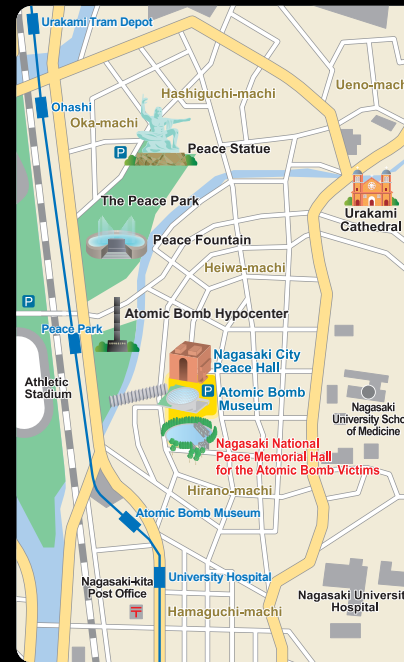 Urakami Tram Depot
Hashiguchi-machi
Ueno-mach
Ohashi
Oka-machi
P
Peace Statue
The Peace Park
Urakami
Cathedral
Peace Fountain
Heiwa-machi
P
Atomic Bomb Hypocenter
Peace Park
Nagasaki City
Peace Hall
Athletic
Stadium
P
Atomic Bomb
Museum
Nagasaki
University Scho
of Medicine
Nagasaki National
Peace Memorial Hall
for the Atomic Bomb Victims
Hirano-machi
Atomic Bomb Museum
Nagasaki-kita
Post Office
〒
University Hospital
Nagasaki Universit
Hospital
Hamaguchi-machi